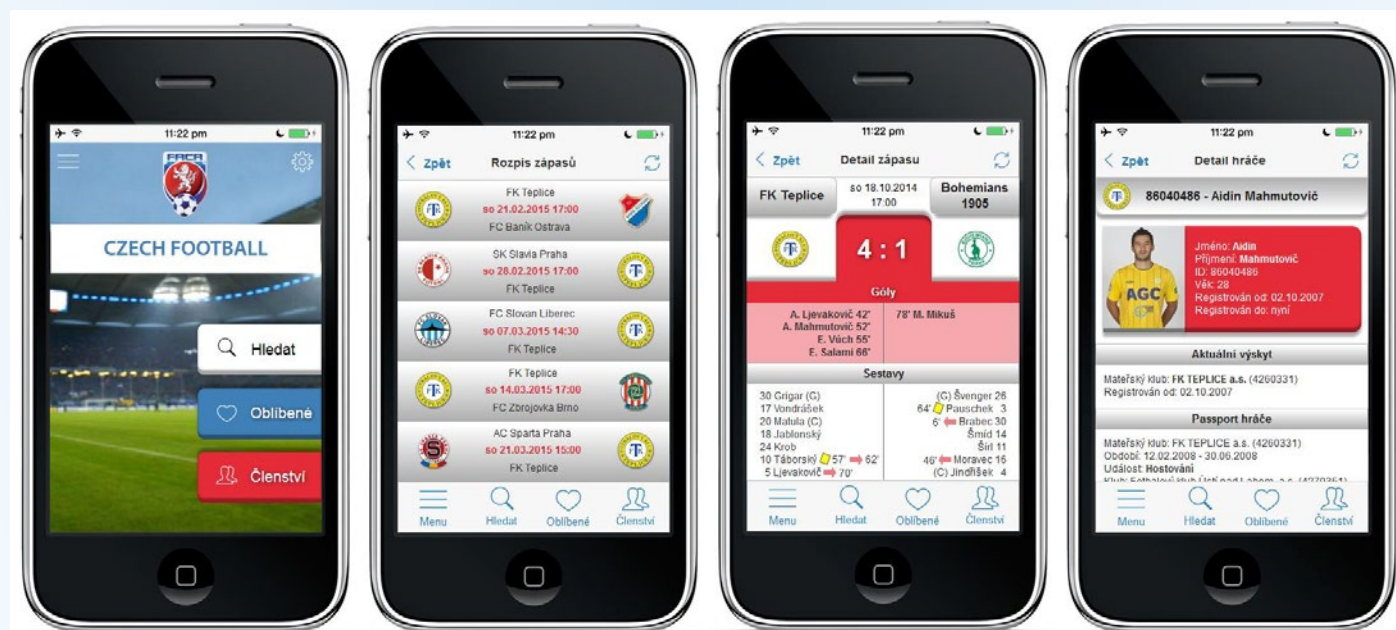 11:22 pm
FACR
CZECH FOOTBALL
Hledat
Oblíbené
Členství
11:22 pm
Zpět Rozpis zápasů
FK Teplice
so 21.02.2015 17:00
FC Baník Ostrava
SK Slavia Praha
so 28.02.2015 17:00
FK Teplice
FC Slovan Liberec
so 07.03.2015 14:30
FK Teplice
FK Teplice
so 14.03.2015 17:00
FC Zbrojovka Brno
AC Sparta Praha
so 21.03.2015 15:00
FK Teplice
Menu Hledat Oblíbené Členství
11:22 pm
Zpět Detail zápasu
FK Teplice so 18.10.2014 17:00 Bohemians 1905
4 : 1
Góly
A. Ljevakovič 42' 78' M. Mikuš
A. Mahmutovič 52'
E. Vúch 55'
E. Salami 66'
Sestavy
30 Grigar (G) (G) Švenger 26
17 Vondrášek 64' Pauschek 3
20 Matula (C) 6' Brabec 30
18 Jablonský Šmíd 14
24 Krob Šírl 11
10 Táborský 57' 62' 46' Moravec 16
5 Ljevakovič 70' (C) Jindřišek 4
Menu Hledat Oblíbené Členství
11:22 pm
Zpět Detail hráče
86040486 - Aidin Mahmutovič
AGC
Jméno: Aidin
Příjmení: Mahmutovič
ID: 86040486
Věk: 28
Registrován od: 02.10.2007
Registrován do: nyní
Aktuální výskyt
Mateřský klub: FK TEPLICE a.s. (4260331)
Registrován od: 02.10.2007
Passport hráče
Mateřský klub: FK TEPLICE a.s. (4260331)
Období: 12.02.2008 - 30.06.2008
Událost: Hostování
Klub: Fotbalový klub Ústí nad Labem, a.s. (4270351)
Menu Hledat Oblíbené Členství